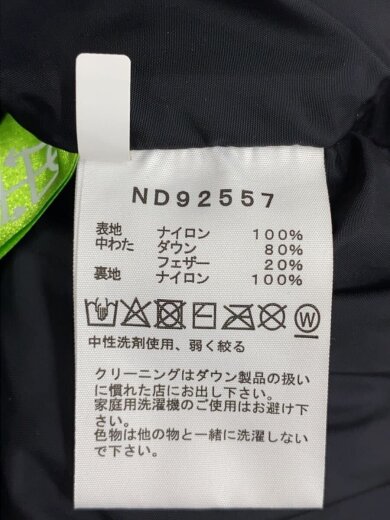 ND92557
表地 ナイロン 100%
中わた ダウン 80%
フェザー 20%
裏地 ナイロン 100%
W
中性洗剤使用、弱く絞る
クリーニングはダウン製品の扱い
に慣れた店にお出し下さい。
家庭用洗濯機のご使用はお避け下
さい。
色物は他の物と一緒に洗濯しない
で下さい。